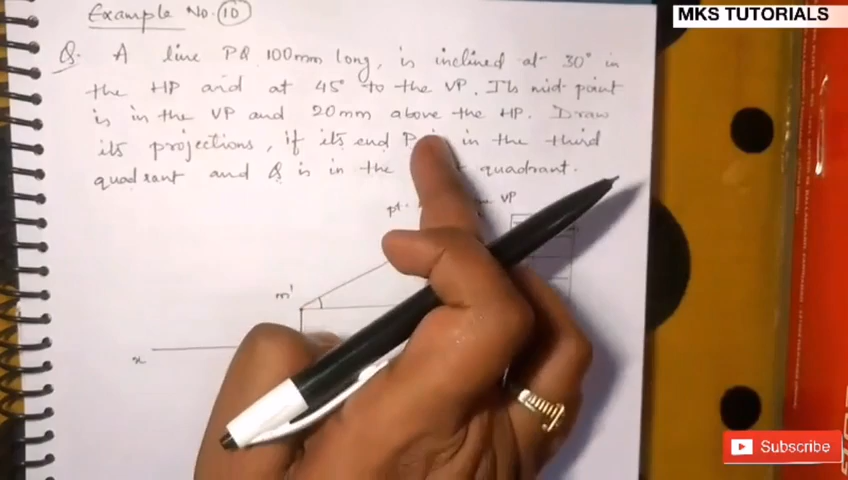 Example No. 10
MKS TUTORIALS
Q. A line PQ 100mm long, is inclined at 30° in
the HP and at 45° to the VP. Its mid-point
is in the VP and 20mm above the HP. Draw
its projections, if its end P in the third
quadrant and Q is in the quadrant.
pt. VP
m'
x
Subscribe